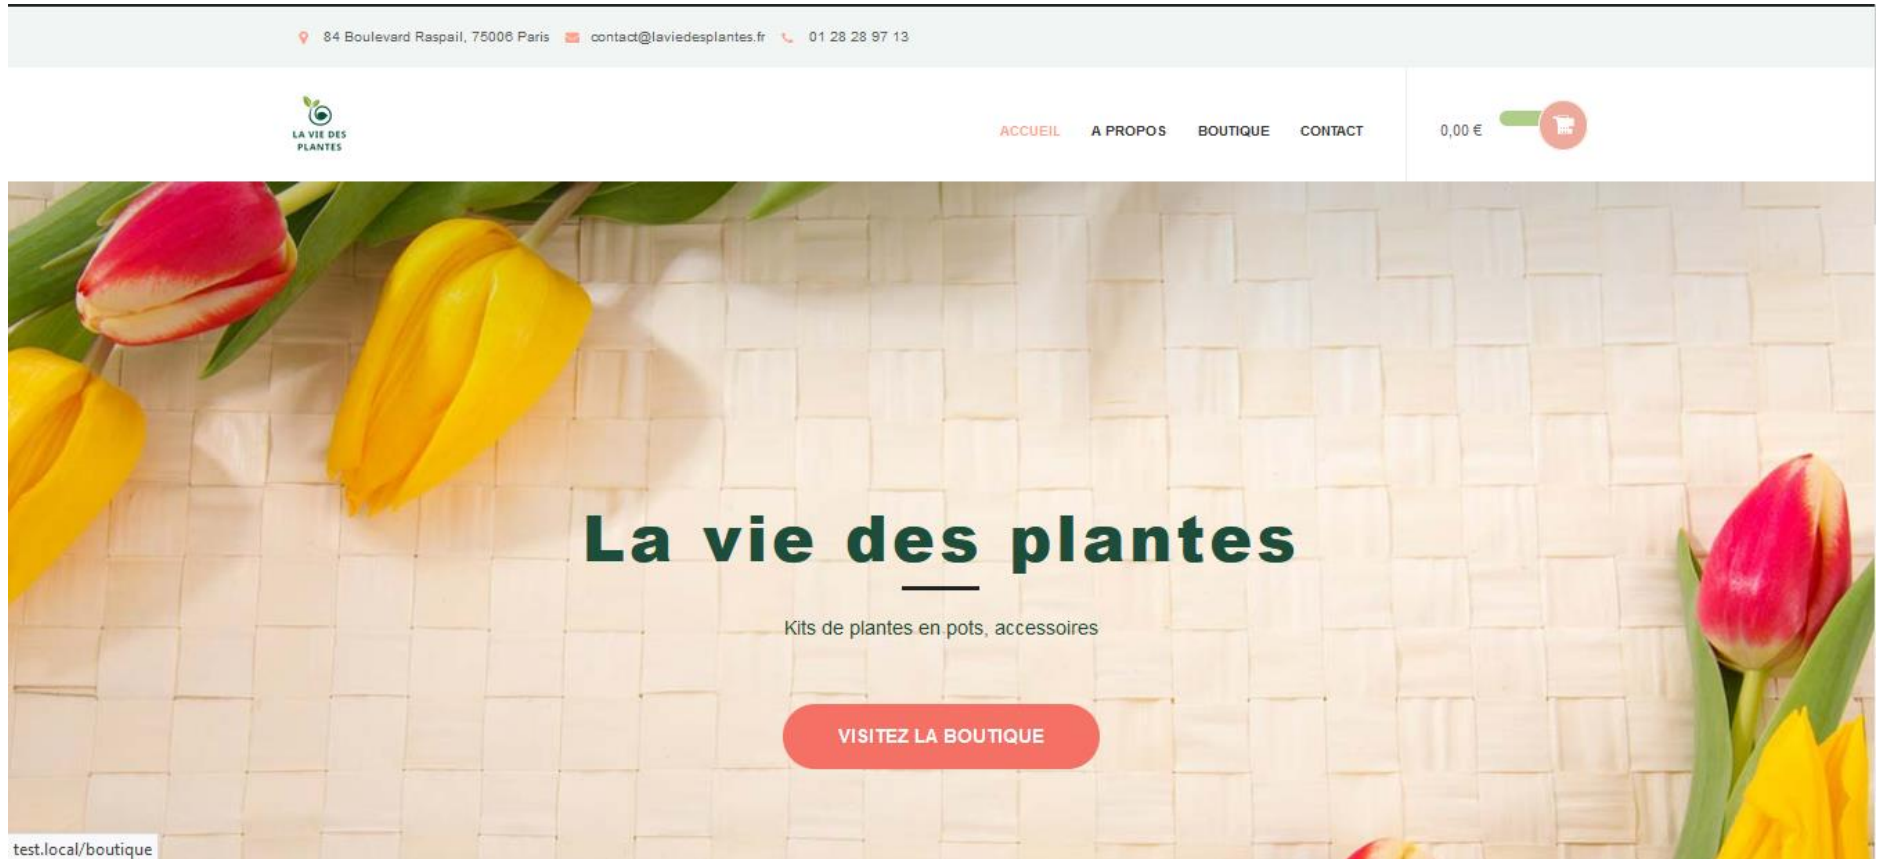 84 Boulevard Raspail, 75006 Paris contact@laviedesplantes.fr 01 28 28 97 13
LA VIE DES
PLANTES
ACCUEIL A PROPOS BOUTIQUE CONTACT 0,00 €
La vie des plantes
Kits de plantes en pots, accessoires
VISITEZ LA BOUTIQUE
test.local/boutique